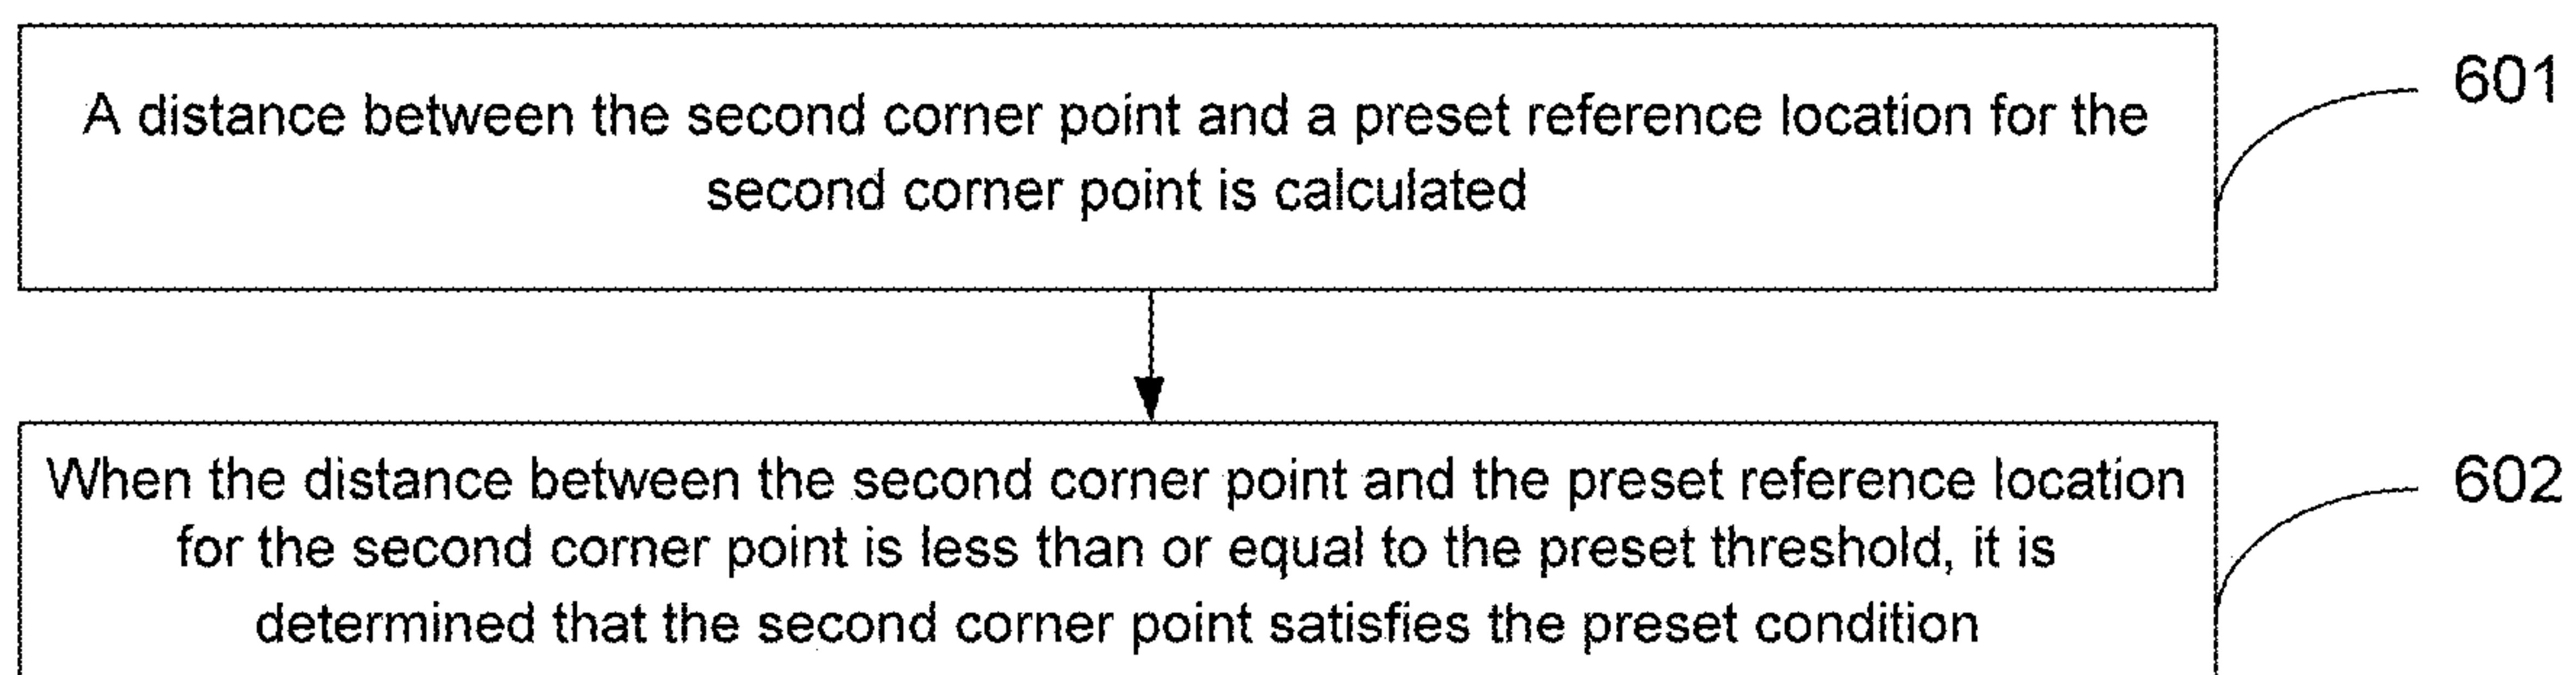 A distance between the second corner point and a preset reference location for the
second corner point is calculated
601
When the distance between the second corner point and the preset reference location
for the second corner point is less than or equal to the preset threshold, it is
determined that the second corner point satisfies the preset condition
602